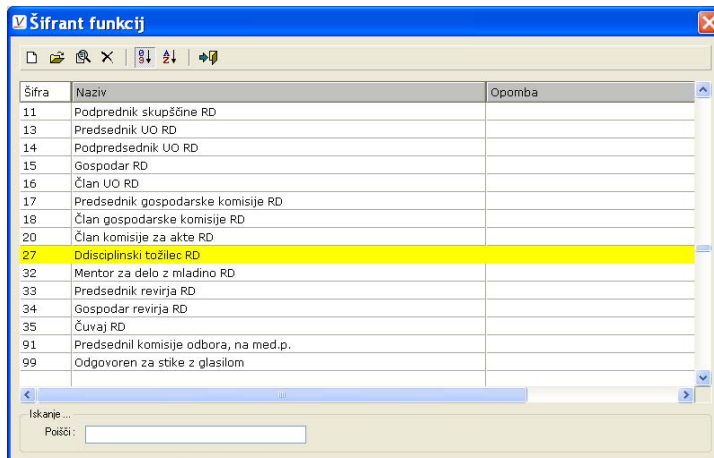 Šifrant funkcij
Šifra Naziv Opomba
11 Podprednik skupščine RD
13 Predsednik UO RD
14 Podpredsednik UO RD
15 Gospodar RD
16 Član UO RD
17 Predsednik gospodarske komisije RD
18 Član gospodarske komisije RD
20 Član komisije za akte RD
27 Ddisciplinski tožilec RD
32 Mentor za delo z mladino RD
33 Predsednik revirja RD
34 Gospodar revirja RD
35 Čuvaj RD
91 Predsednil komisije odbora, na med.p.
99 Odgovoren za stike z glasilom
Iskanje ...
Poišči :